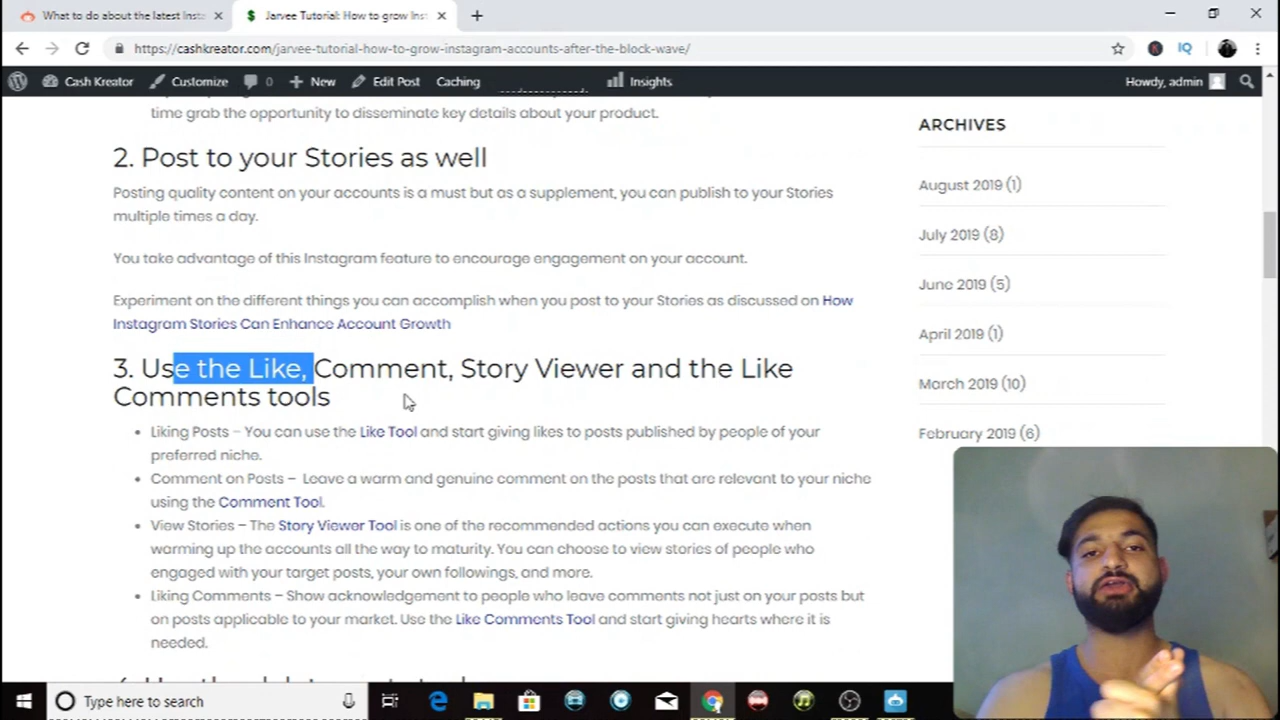 What to do about the latest Inst
Jarvee Tutorial: How to grow Ins
https://cashkreator.com/jarvee-tutorial-how-to-grow-instagram-accounts-after-the-block-wave/
Cash Kreator
Customize
0
New
Edit Post
Caching
Insights
Howdy, admin
time grab the opportunity to disseminate key details about your product.
2. Post to your Stories as well
Posting quality content on your accounts is a must but as a supplement, you can publish to your Stories
multiple times a day.
You take advantage of this Instagram feature to encourage engagement on your account.
Experiment on the different things you can accomplish when you post to your Stories as discussed on How
Instagram Stories Can Enhance Account Growth
3. Use the Like, Comment, Story Viewer and the Like
Comments tools
• Liking Posts – You can use the Like Tool and start giving likes to posts published by people of your
preferred niche.
• Comment on Posts – Leave a warm and genuine comment on the posts that are relevant to your niche
using the Comment Tool.
• View Stories – The Story Viewer Tool is one of the recommended actions you can execute when
warming up the accounts all the way to maturity. You can choose to view stories of people who
engaged with your target posts, your own followings, and more.
• Liking Comments – Show acknowledgement to people who leave comments not just on your posts but
on posts applicable to your market. Use the Like Comments Tool and start giving hearts where it is
needed.
ARCHIVES
August 2019 (1)
July 2019 (8)
June 2019 (5)
April 2019 (1)
March 2019 (10)
February 2019 (6)
Type here to search